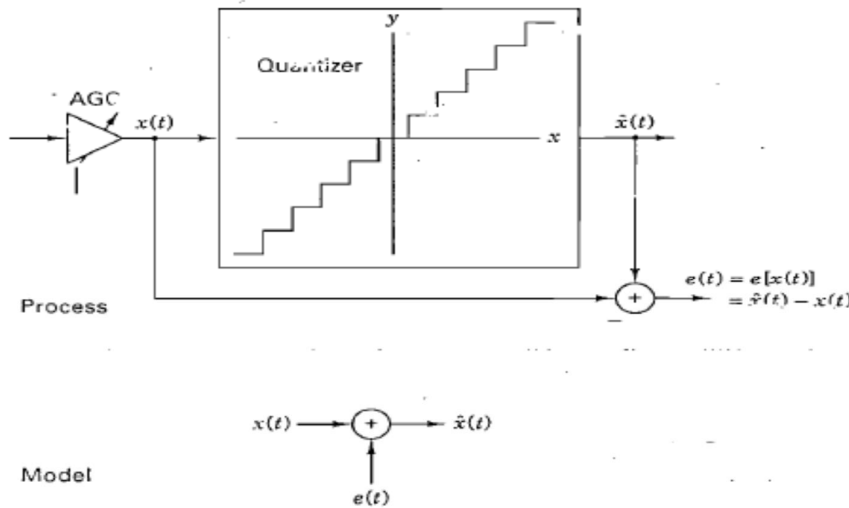 y
Quantizer
AGC
x(t)
x̂(t)
x
e(t) = e[x(t)]
= x̂(t) − x(t)
+
−
Process
x(t)
+
x̂(t)
Model
e(t)